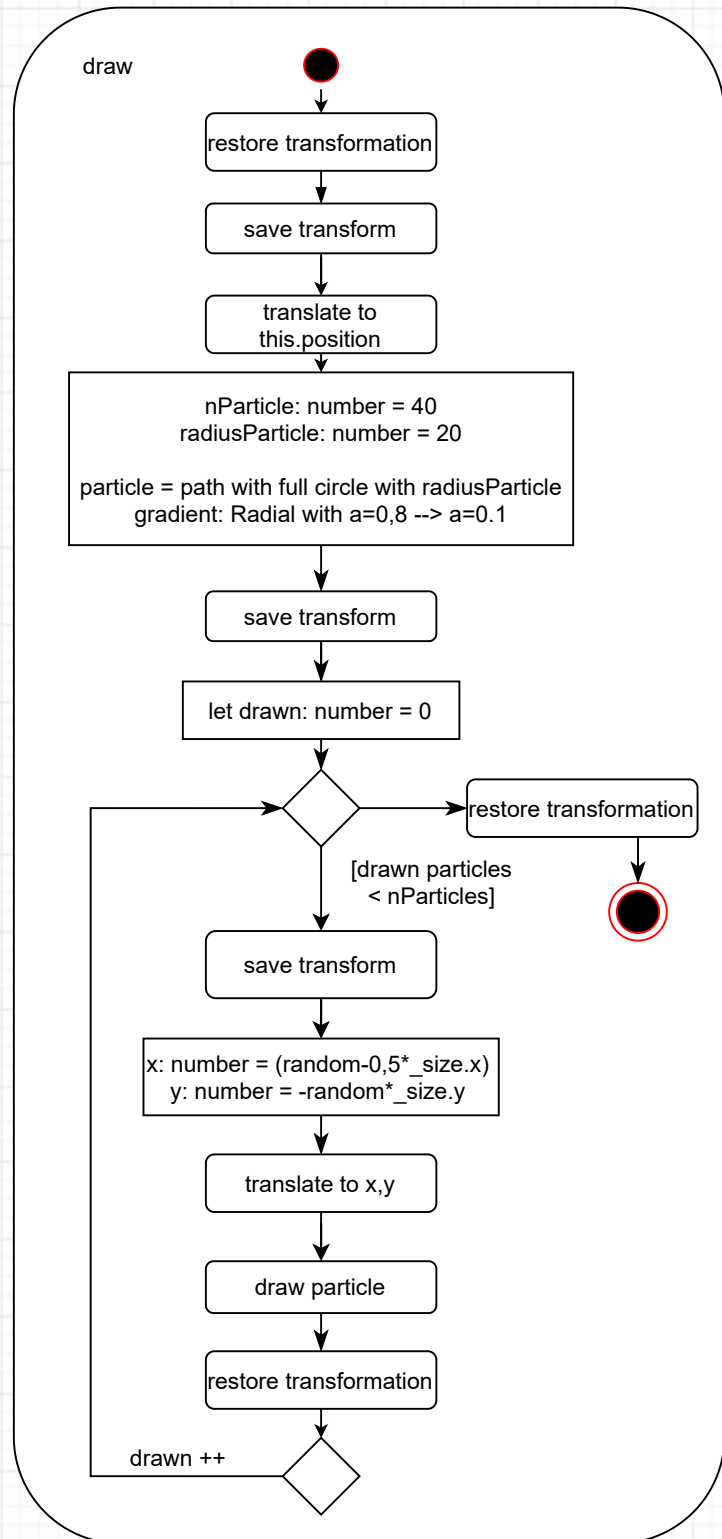 draw
restore transformation
save transform
translate to
this.position
nParticle: number = 40
radiusParticle: number = 20
particle = path with full circle with radiusParticle
gradient: Radial with a=0,8 --> a=0.1
save transform
let drawn: number = 0
restore transformation
[drawn particles
< nParticles]
save transform
x: number = (random-0,5*_size.x)
y: number = -random*_size.y
translate to x,y
draw particle
restore transformation
drawn ++